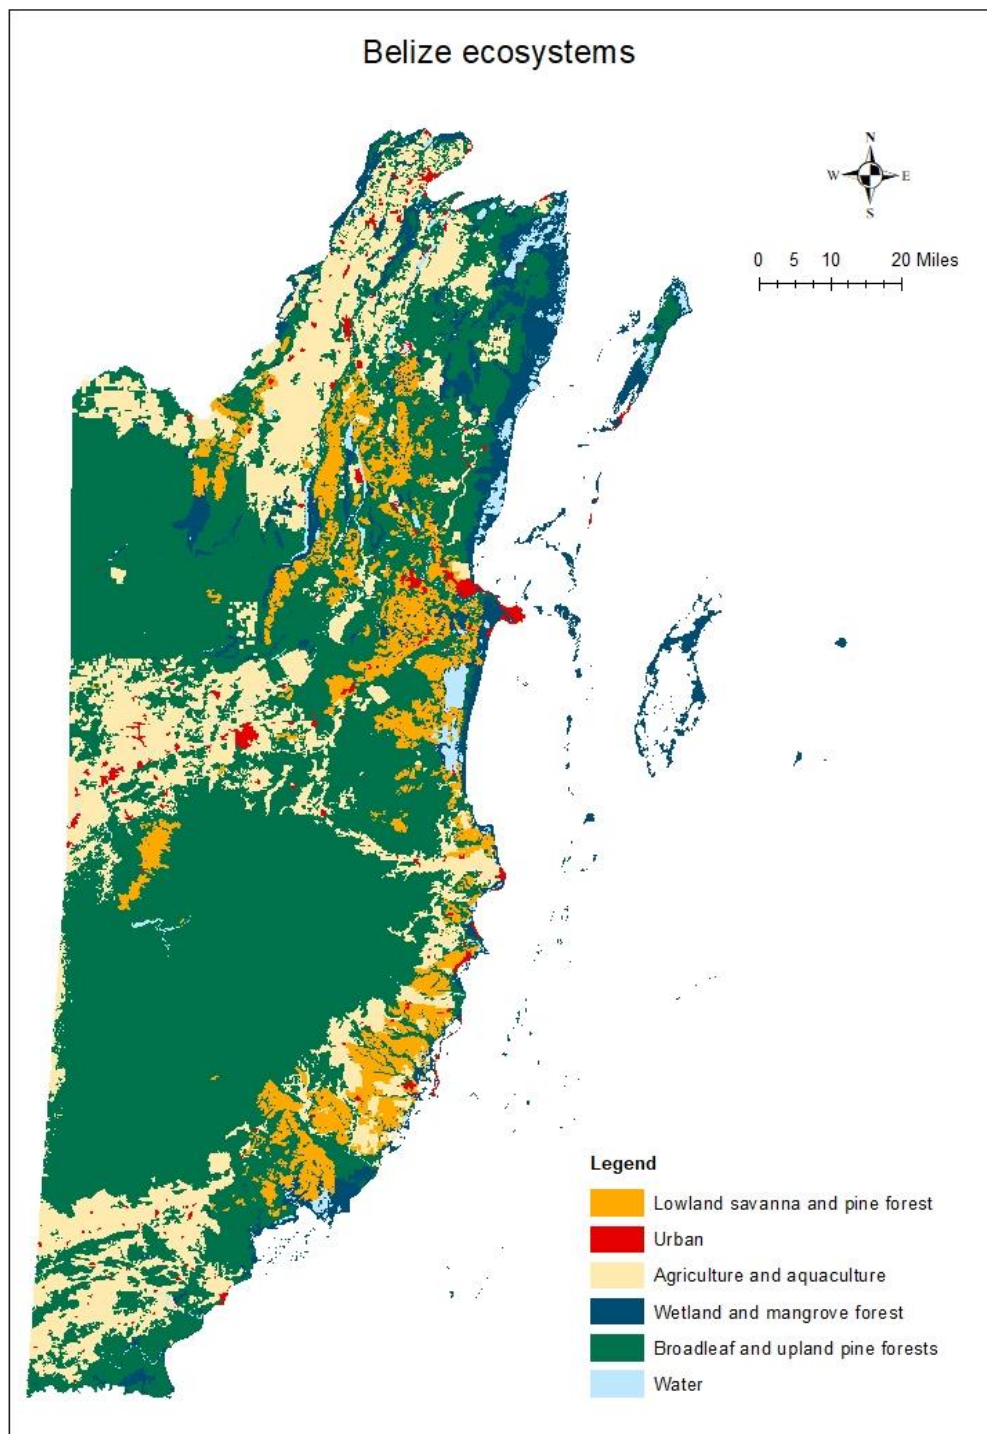 Belize ecosystems
N
W E
S
0 5 10 20 Miles
Legend
Lowland savanna and pine forest
Urban
Agriculture and aquaculture
Wetland and mangrove forest
Broadleaf and upland pine forests
Water